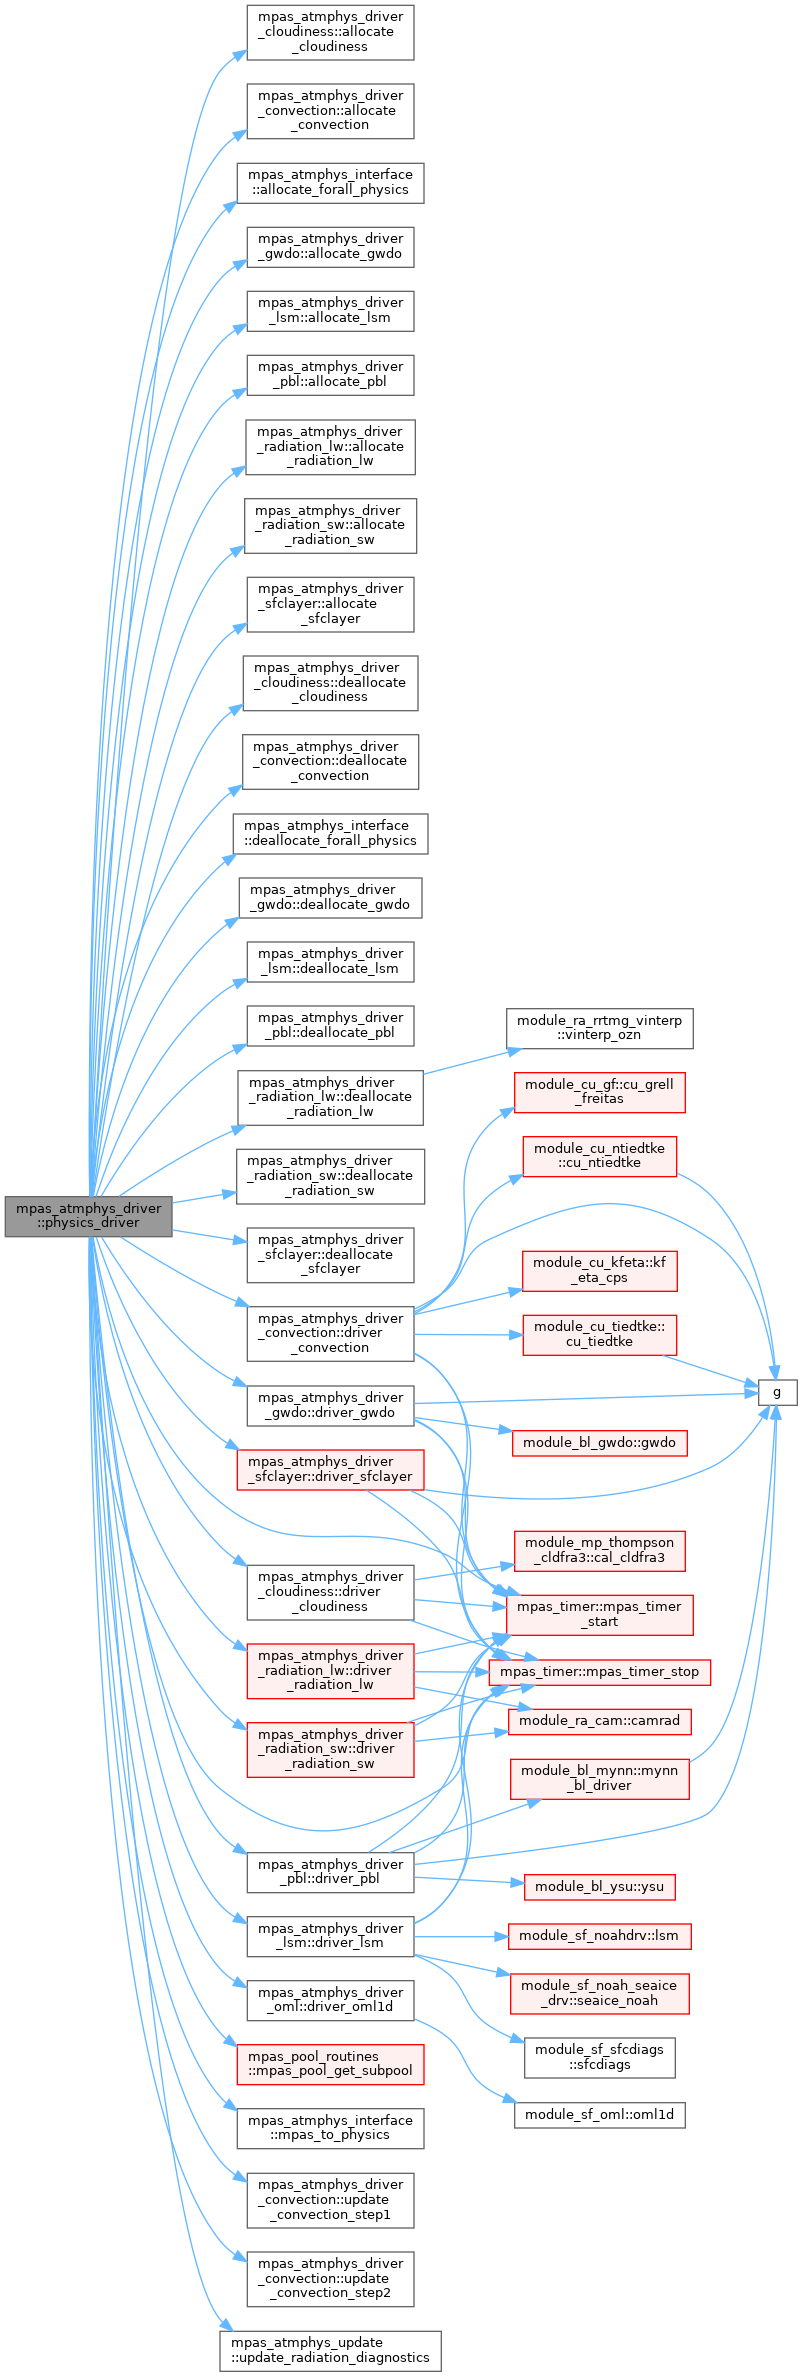 mpas_atmphys_driver
_cloudiness::allocate
_cloudiness
mpas_atmphys_driver
_convection::allocate
_convection
mpas_atmphys_interface
::allocate_forall_physics
mpas_atmphys_driver
_gwdo::allocate_gwdo
mpas_atmphys_driver
_lsm::allocate_lsm
mpas_atmphys_driver
_pbl::allocate_pbl
mpas_atmphys_driver
_radiation_lw::allocate
_radiation_lw
mpas_atmphys_driver
_radiation_sw::allocate
_radiation_sw
mpas_atmphys_driver
_sfclayer::allocate
_sfclayer
mpas_atmphys_driver
_cloudiness::deallocate
_cloudiness
mpas_atmphys_driver
_convection::deallocate
_convection
mpas_atmphys_interface
::deallocate_forall_physics
mpas_atmphys_driver
_gwdo::deallocate_gwdo
mpas_atmphys_driver
_lsm::deallocate_lsm
mpas_atmphys_driver
_pbl::deallocate_pbl
mpas_atmphys_driver
_radiation_lw::deallocate
_radiation_lw
mpas_atmphys_driver
_radiation_sw::deallocate
_radiation_sw
mpas_atmphys_driver
::physics_driver
mpas_atmphys_driver
_sfclayer::deallocate
_sfclayer
mpas_atmphys_driver
_convection::driver
_convection
mpas_atmphys_driver
_gwdo::driver_gwdo
mpas_atmphys_driver
_sfclayer::driver_sfclayer
mpas_atmphys_driver
_cloudiness::driver
_cloudiness
mpas_atmphys_driver
_radiation_lw::driver
_radiation_lw
mpas_atmphys_driver
_radiation_sw::driver
_radiation_sw
mpas_atmphys_driver
_pbl::driver_pbl
mpas_atmphys_driver
_lsm::driver_lsm
mpas_atmphys_driver
_oml::driver_oml1d
mpas_pool_routines
::mpas_pool_get_subpool
mpas_atmphys_interface
::mpas_to_physics
mpas_atmphys_driver
_convection::update
_convection_step1
mpas_atmphys_driver
_convection::update
_convection_step2
mpas_atmphys_update
::update_radiation_diagnostics
module_ra_rrtmg_vinterp
::vinterp_ozn
module_cu_gf::cu_grell
_freitas
module_cu_ntiedtke
::cu_ntiedtke
module_cu_kfeta::kf
_eta_cps
module_cu_tiedtke::
cu_tiedtke
g
module_bl_gwdo::gwdo
module_mp_thompson
_cldfra3::cal_cldfra3
mpas_timer::mpas_timer
_start
mpas_timer::mpas_timer_stop
module_ra_cam::camrad
module_bl_mynn::mynn
_bl_driver
module_bl_ysu::ysu
module_sf_noahdrv::lsm
module_sf_noah_seaice
_drv::seaice_noah
module_sf_sfcdiags
::sfcdiags
module_sf_oml::oml1d